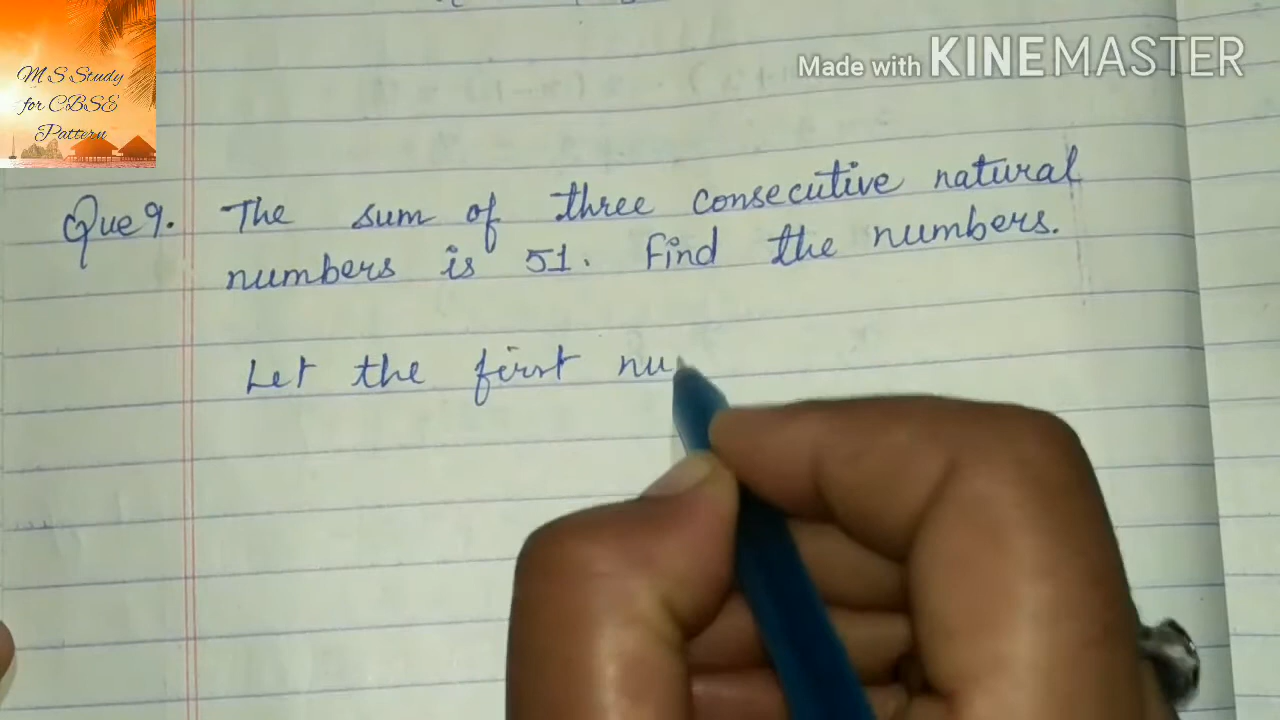 M S Study
for CBSE
Pattern
Made with KINEMASTER
Que 9. The sum of three consecutive natural
numbers is 51. Find the numbers.
Let the first nu